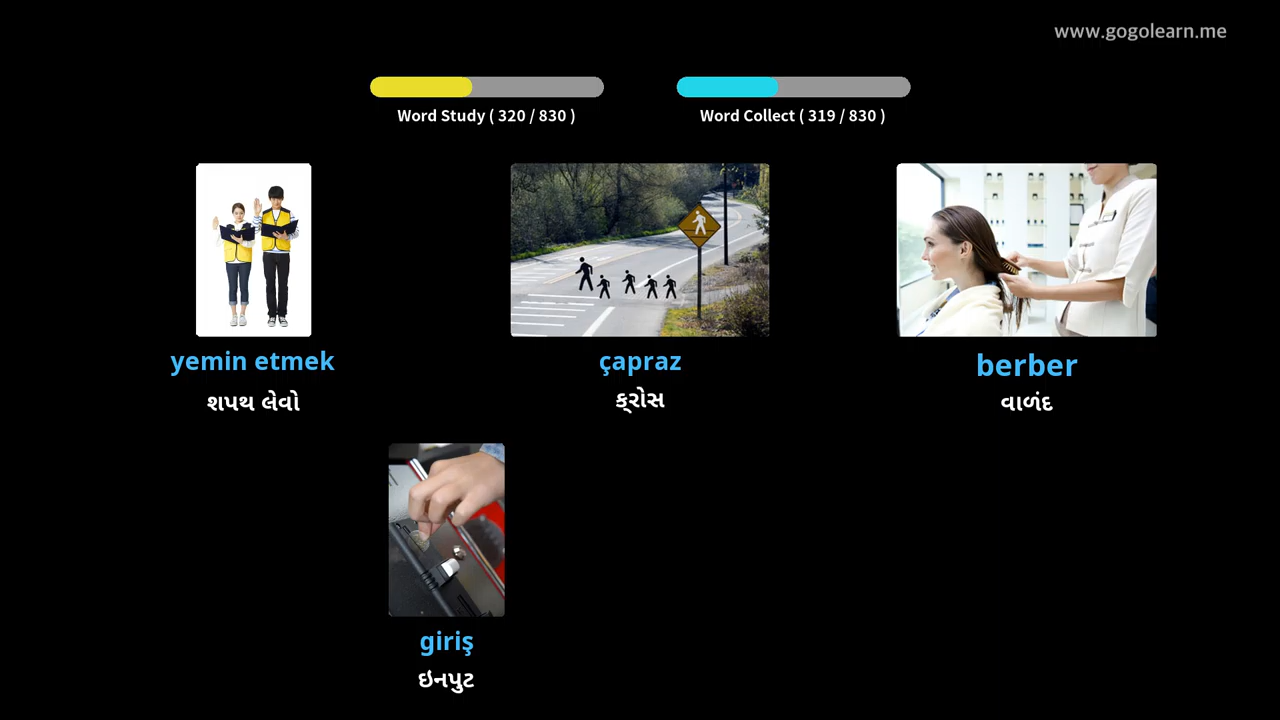 www.gogolearn.me
Word Study ( 320 / 830 )
Word Collect ( 319 / 830 )
yemin etmek
શપથ લેવો
çapraz
ક્રોસ
berber
વાળંદ
giriş
ઇનપુટ